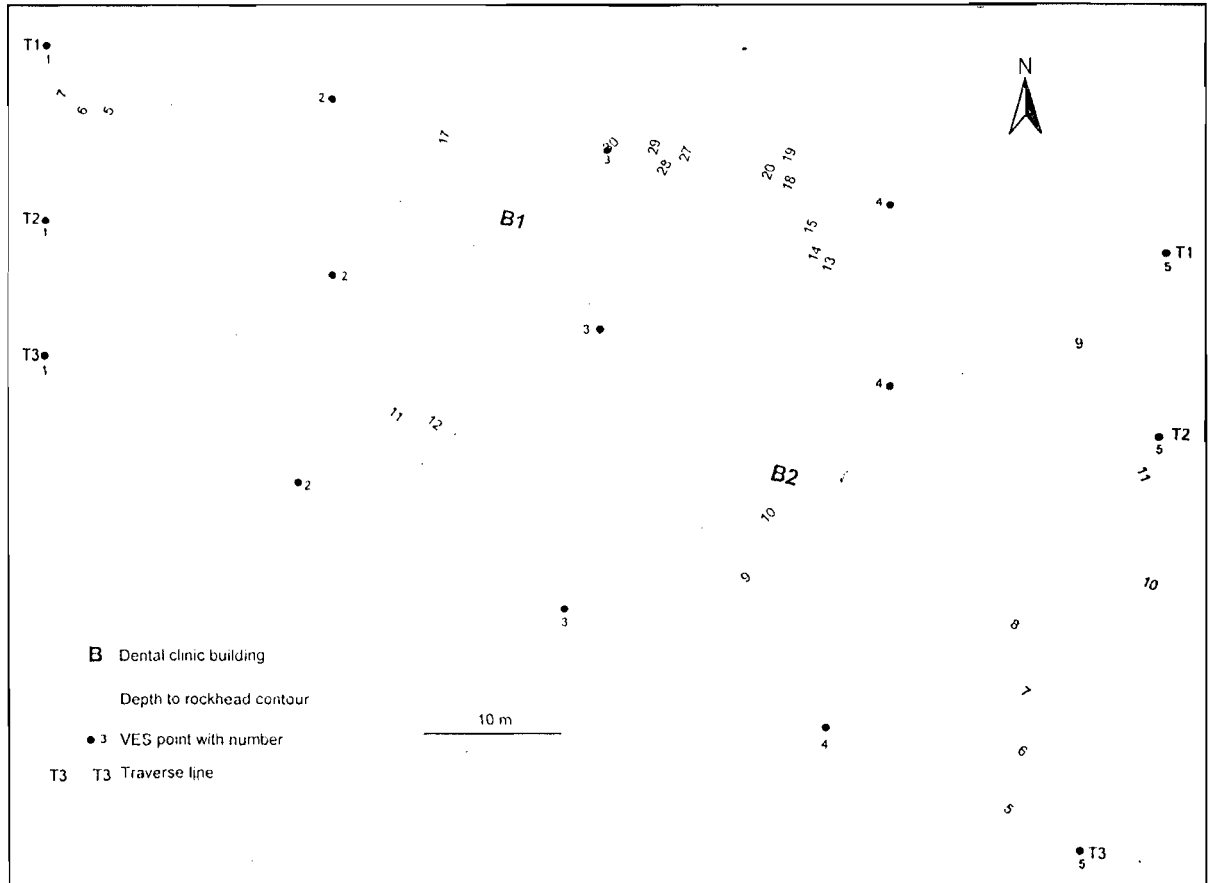 T1
1
N
7 6 5
2
17
3
30
29
28
27
20
19
18
4
15
14
13
T2
1
B1
T1
5
2
3
9
T3
1
4
11 12
T2
5
B2
11
2
10
9
10
3
8
B Dental clinic building
7
Depth to rockhead contour
10 m
3 VES point with number
4
6
T3 T3 Traverse line
5
T3
5